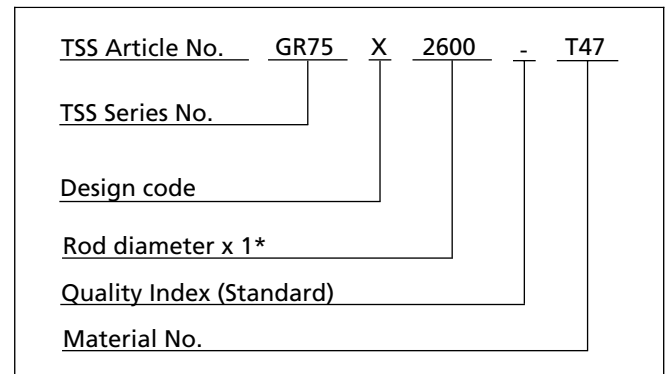 TSS Article No. GR75 X 2600 - T47
TSS Series No.
Design code
Rod diameter x 1*
Quality Index (Standard)
Material No.